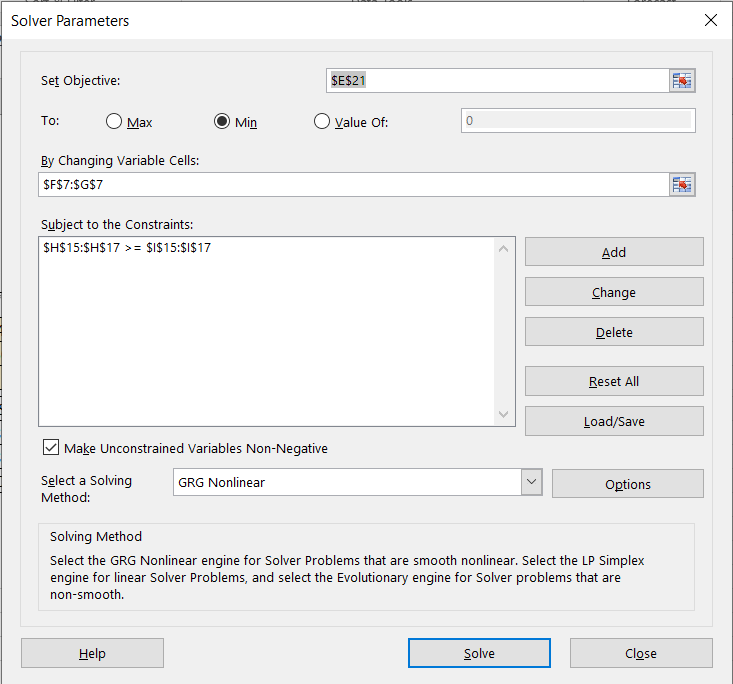 Solver Parameters
Set Objective:
$E$21
To:
Max
Min
Value Of:
0
By Changing Variable Cells:
$F$7:$G$7
Subject to the Constraints:
$H$15:$H$17 >= $I$15:$I$17
Add
Change
Delete
Reset All
Load/Save
Make Unconstrained Variables Non-Negative
Select a Solving
Method:
GRG Nonlinear
Options
Solving Method
Select the GRG Nonlinear engine for Solver Problems that are smooth nonlinear. Select the LP Simplex
engine for linear Solver Problems, and select the Evolutionary engine for Solver problems that are
non-smooth.
Help
Solve
Close